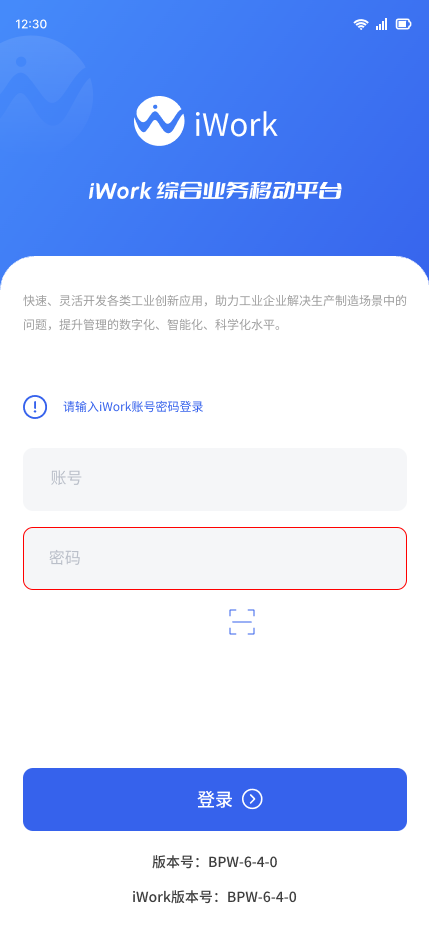 12:30
iWork
iWork 综合业务移动平台
快速、灵活开发各类工业创新应用，助力工业企业解决生产制造场景中的
问题，提升管理的数字化、智能化、科学化水平。
请输入iWork账号密码登录
账号
密码
登录
版本号：BPW-6-4-0
iWork版本号：BPW-6-4-0